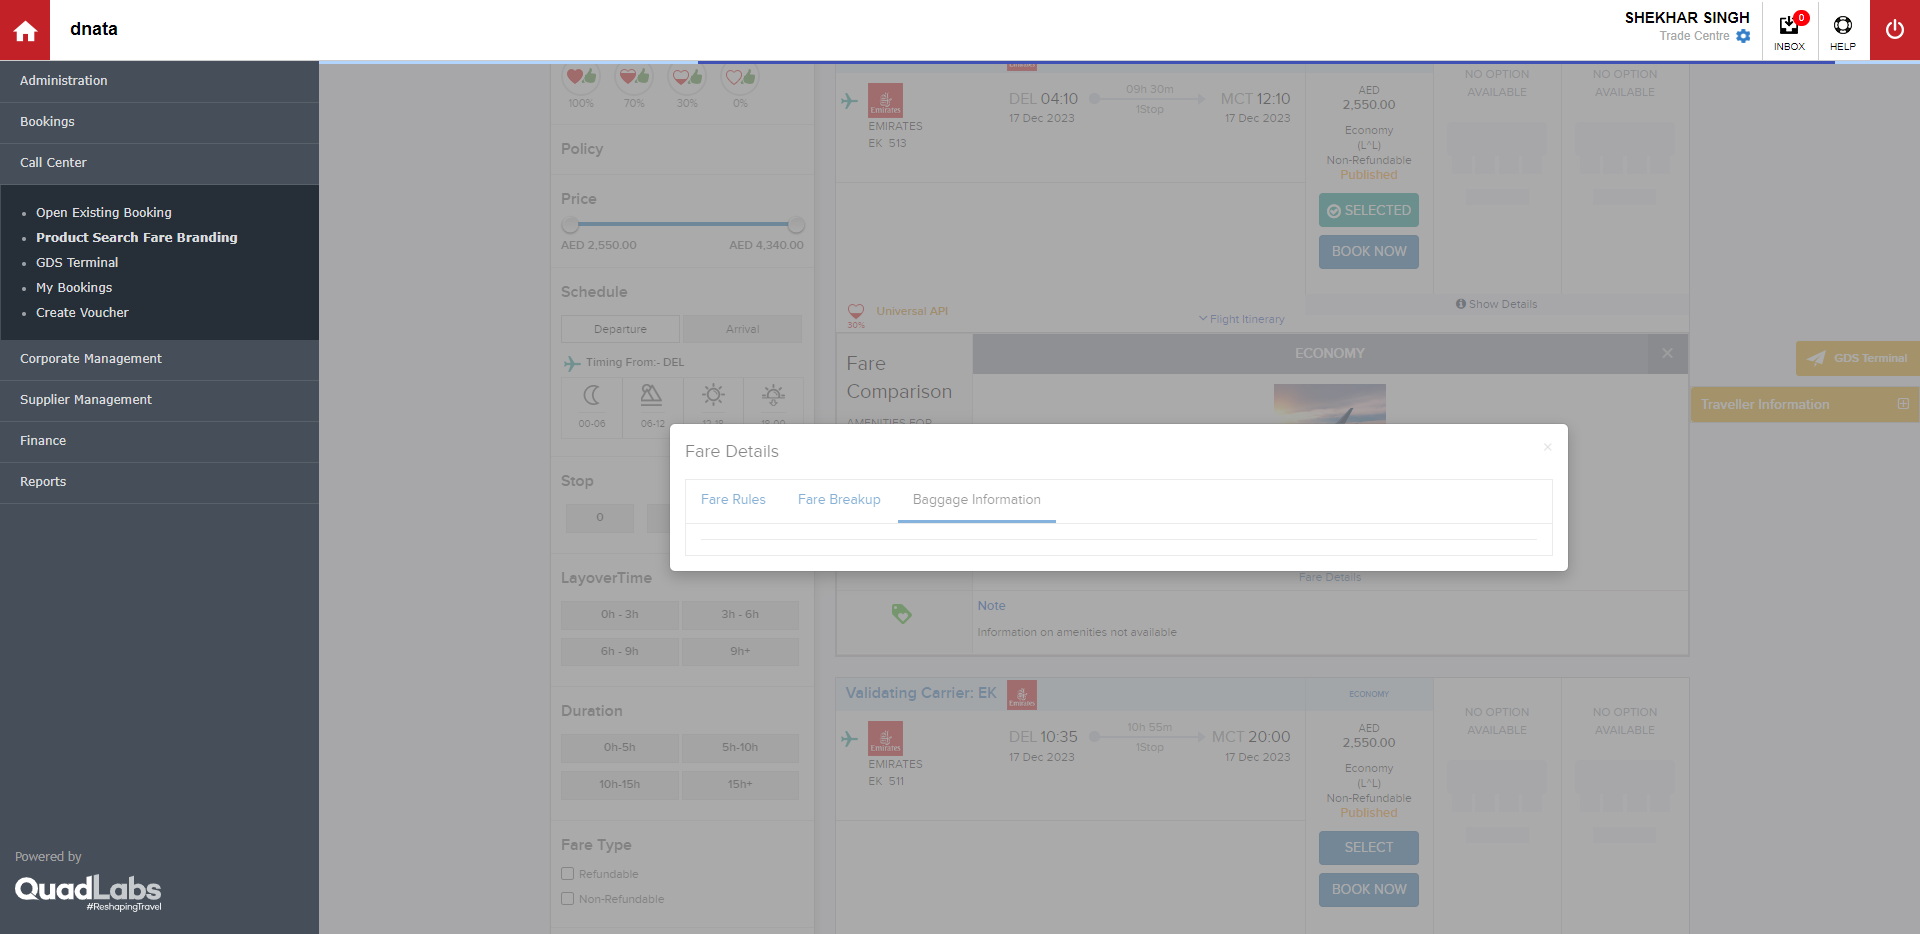 dnata
SHEKHAR SINGH
Trade Centre
0
INBOX
HELP
Administration
Bookings
Call Center
Open Existing Booking
Product Search Fare Branding
GDS Terminal
My Bookings
Create Voucher
Corporate Management
Supplier Management
Finance
Reports
Powered by
QuadLabs
#ReshapingTravel
100% 70% 30% 0%
Policy
Price
AED 2,550.00 AED 4,340.00
Schedule
Departure Arrival
Timing From:- DEL
00-06 06-12 12-18 18-00
Stop
0
LayoverTime
0h - 3h 3h - 6h
6h - 9h 9h+
Duration
0h-5h 5h-10h
10h-15h 15h+
Fare Type
Refundable
Non-Refundable
Emirates
EMIRATES
EK 513
DEL 04:10
17 Dec 2023
09h 30m
1Stop
MCT 12:10
17 Dec 2023
AED
2,550.00
Economy
(L^L)
Non-Refundable
Published
SELECTED
BOOK NOW
NO OPTION
AVAILABLE
NO OPTION
AVAILABLE
30%
Universal API
Flight Itinerary
Show Details
Fare
Comparison
AMENITIES FOR
ECONOMY
GDS Terminal
Traveller Information
Fare Details
×
Fare Rules Fare Breakup Baggage Information
Fare Details
Note
Information on amenities not available
Validating Carrier: EK
Emirates
ECONOMY
Emirates
EMIRATES
EK 511
DEL 10:35
17 Dec 2023
10h 55m
1Stop
MCT 20:00
17 Dec 2023
AED
2,550.00
Economy
(L^L)
Non-Refundable
Published
SELECT
BOOK NOW
NO OPTION
AVAILABLE
NO OPTION
AVAILABLE